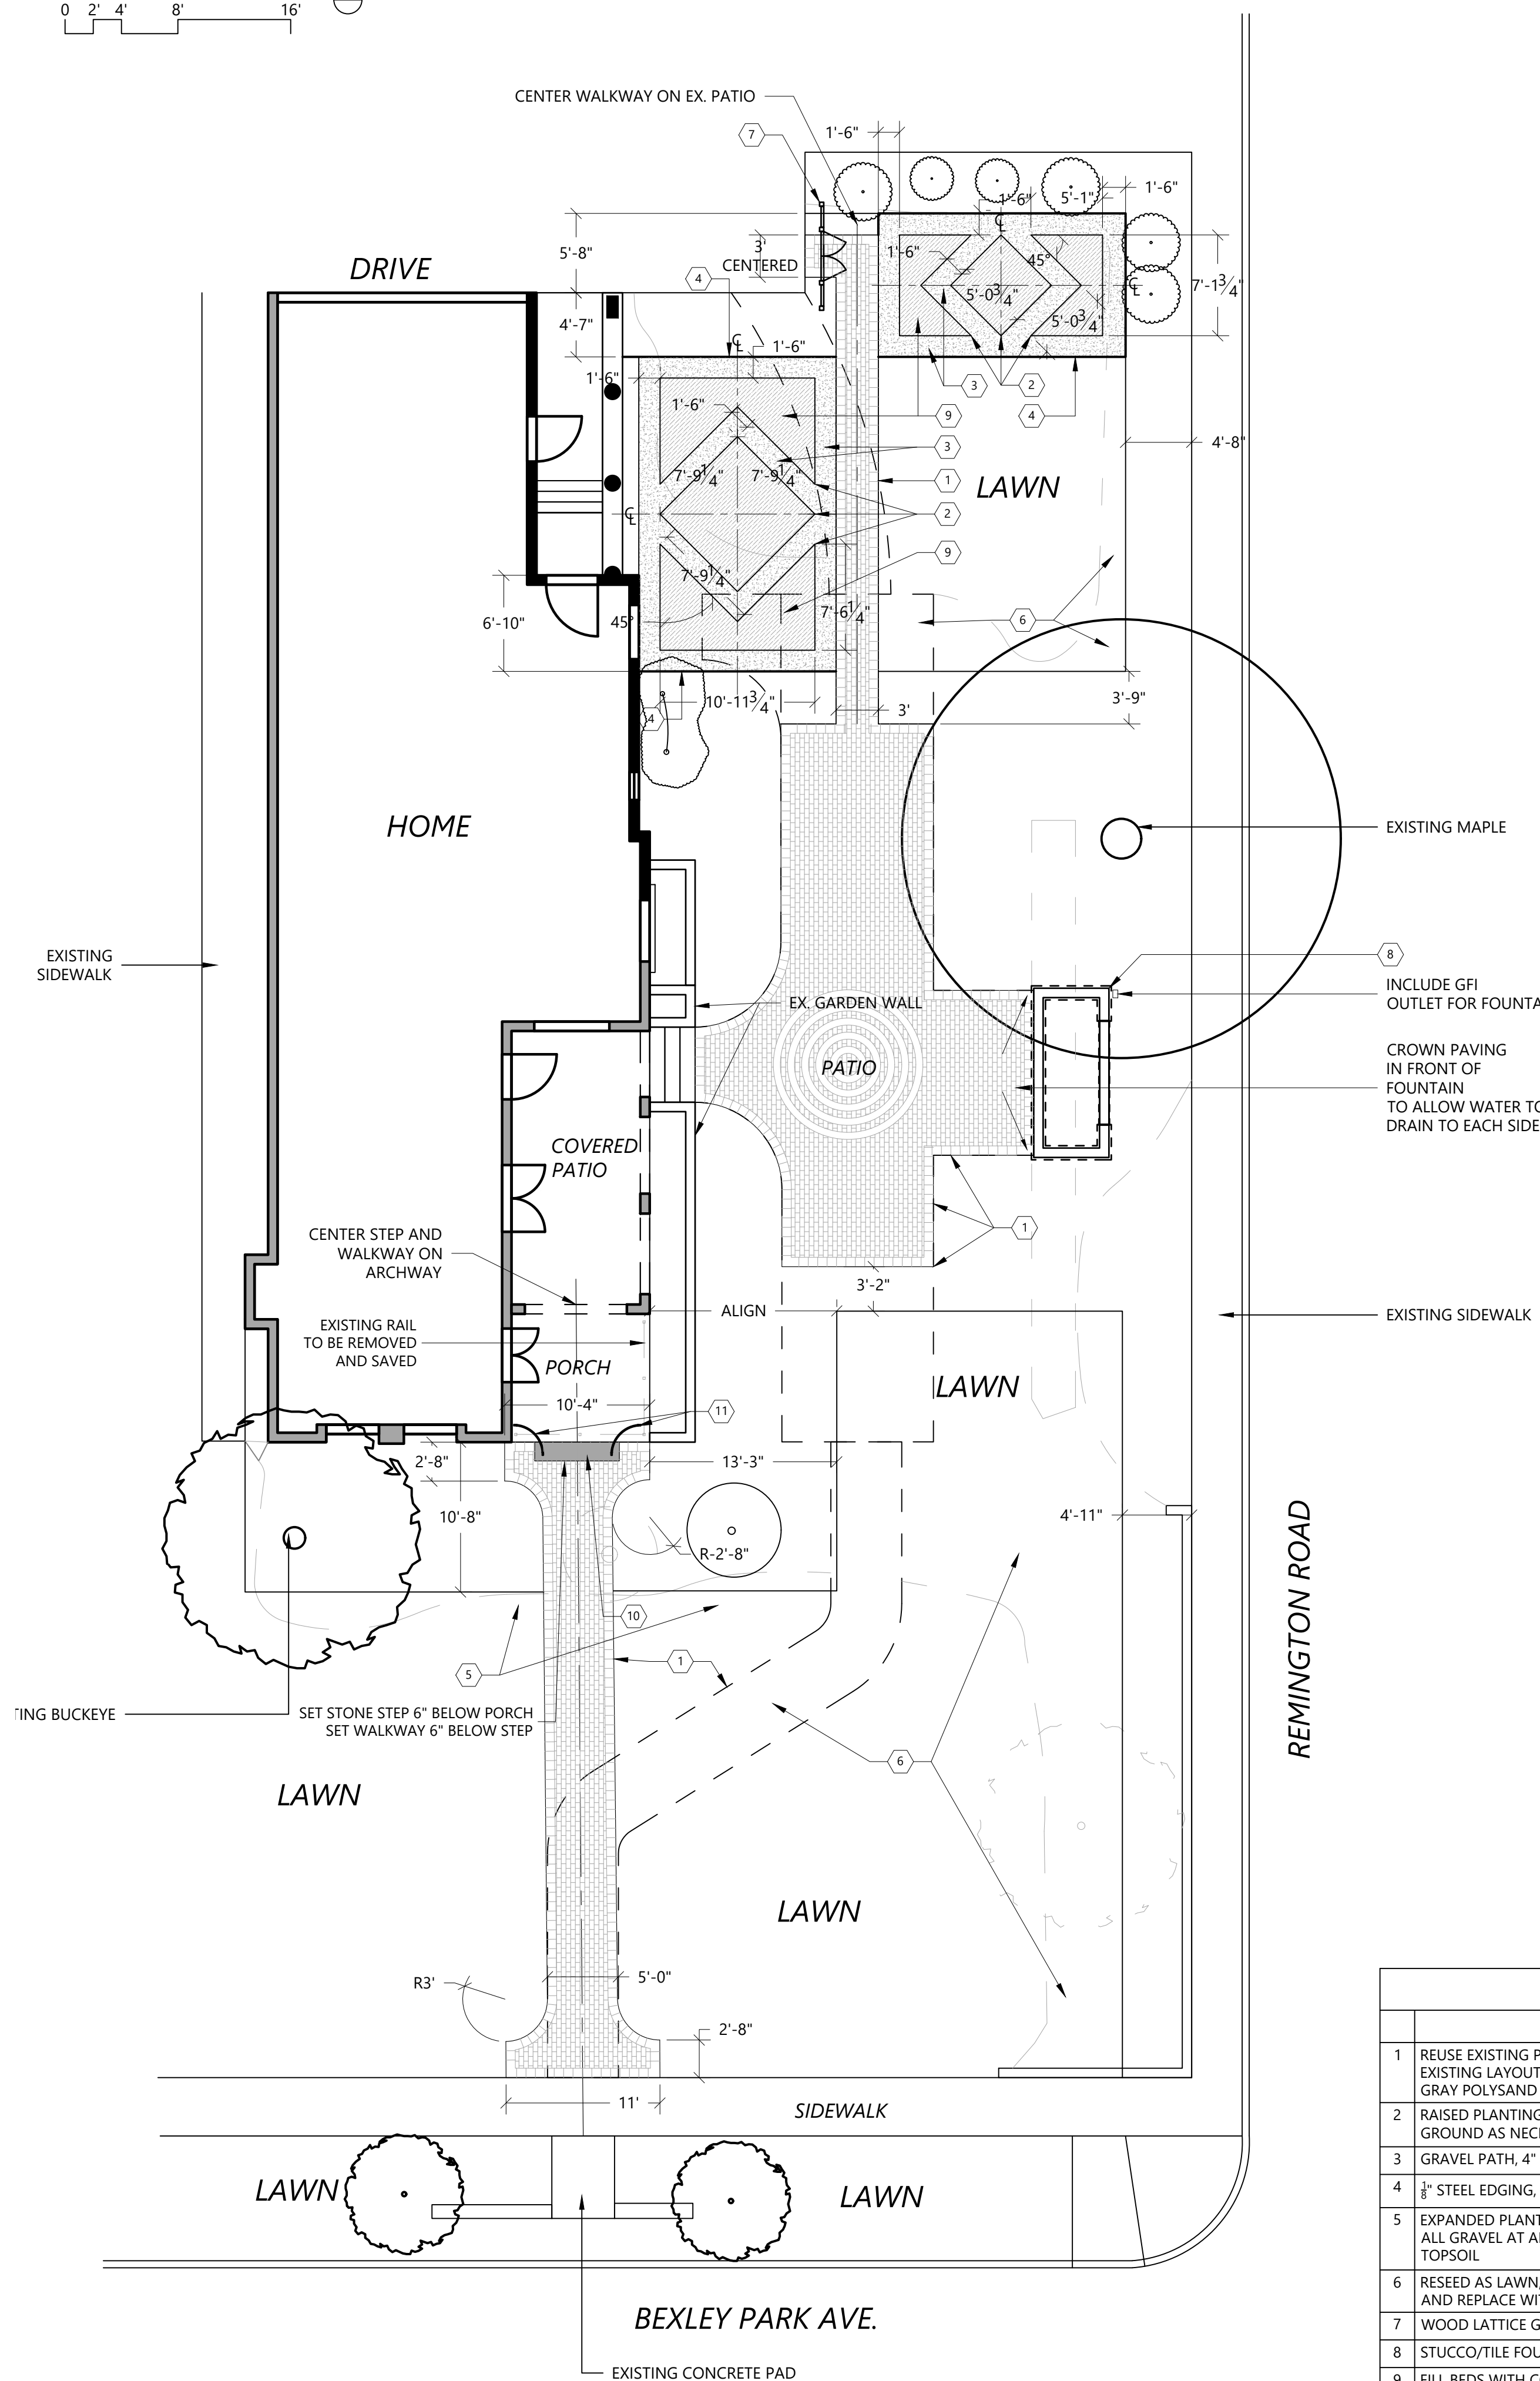 0 2' 4' 8' 16'
CENTER WALKWAY ON EX. PATIO
7
1'-6"
1'-6"
5'-1"
1'-6"
5'-8"
3'
CENTERED
1'-6"
45°
DRIVE
4
5'-0 3/4"
7'-1 3/4"
4'-7"
5'-0 3/4"
1'-6"
1'-6"
3
2
1'-6"
9
4
3
4'-8"
7'-9 1/4"
7'-9 1/4"
1
LAWN
2
9
7'-9 1/4"
7'-6 1/4"
6'-10"
45°
6
10'-11 3/4"
3'
3'-9"
4
HOME
EXISTING MAPLE
EXISTING
SIDEWALK
8
INCLUDE GFI
OUTLET FOR FOUNTA
EX. GARDEN WALL
CROWN PAVING
IN FRONT OF
FOUNTAIN
TO ALLOW WATER TO
DRAIN TO EACH SIDE
PATIO
COVERED
PATIO
1
CENTER STEP AND
WALKWAY ON
ARCHWAY
3'-2"
ALIGN
EXISTING SIDEWALK
EXISTING RAIL
TO BE REMOVED
AND SAVED
PORCH
LAWN
10'-4"
11
2'-8"
13'-3"
10'-8"
4'-11"
R-2'-8"
10
5
1
REMINGTON ROAD
TING BUCKEYE
SET STONE STEP 6" BELOW PORCH
SET WALKWAY 6" BELOW STEP
6
LAWN
LAWN
R3'
5'-0"
2'-8"
11'
SIDEWALK
LAWN
LAWN
BEXLEY PARK AVE.
EXISTING CONCRETE PAD
1 REUSE EXISTING P
EXISTING LAYOUT
GRAY POLYSAND
2 RAISED PLANTING
GROUND AS NEC
3 GRAVEL PATH, 4"
4 1/8" STEEL EDGING,
5 EXPANDED PLANT
ALL GRAVEL AT A
TOPSOIL
6 RESEED AS LAWN,
AND REPLACE WI
7 WOOD LATTICE G
8 STUCCO/TILE FOU
9 FILL BEDS WITH C